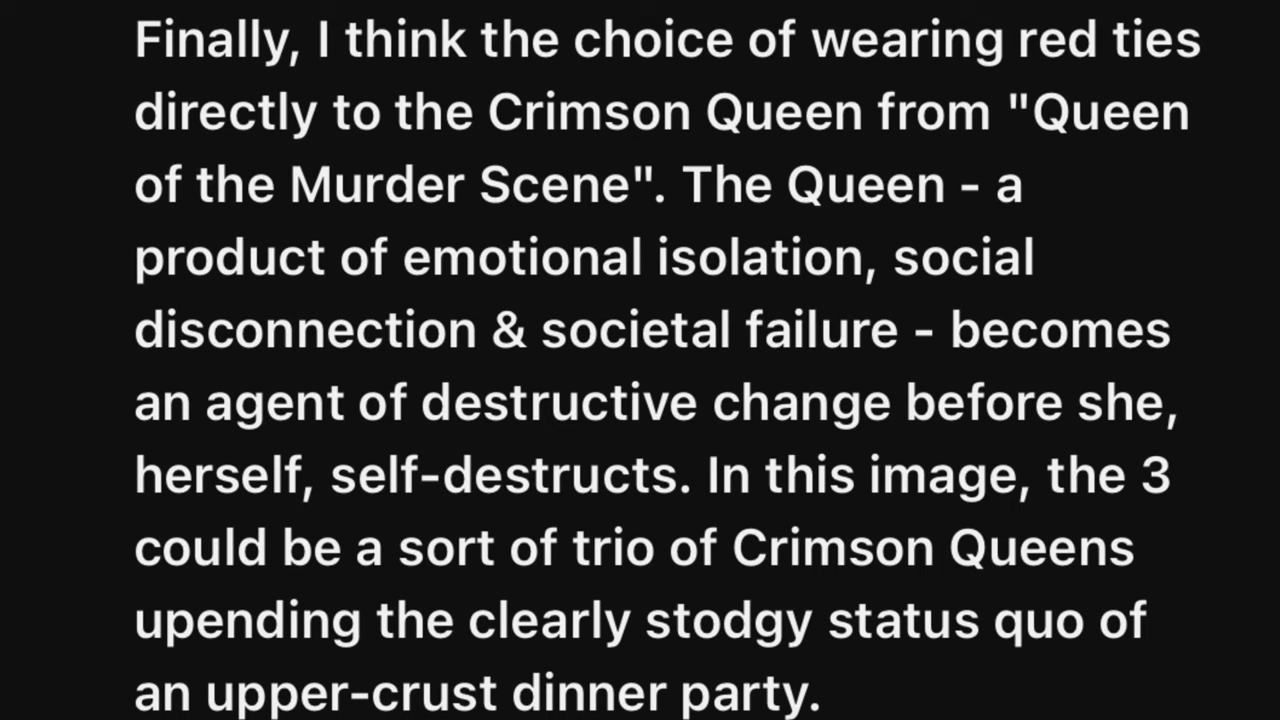 Finally, I think the choice of wearing red ties
directly to the Crimson Queen from "Queen
of the Murder Scene". The Queen - a
product of emotional isolation, social
disconnection & societal failure - becomes
an agent of destructive change before she,
herself, self-destructs. In this image, the 3
could be a sort of trio of Crimson Queens
upending the clearly stodgy status quo of
an upper-crust dinner party.